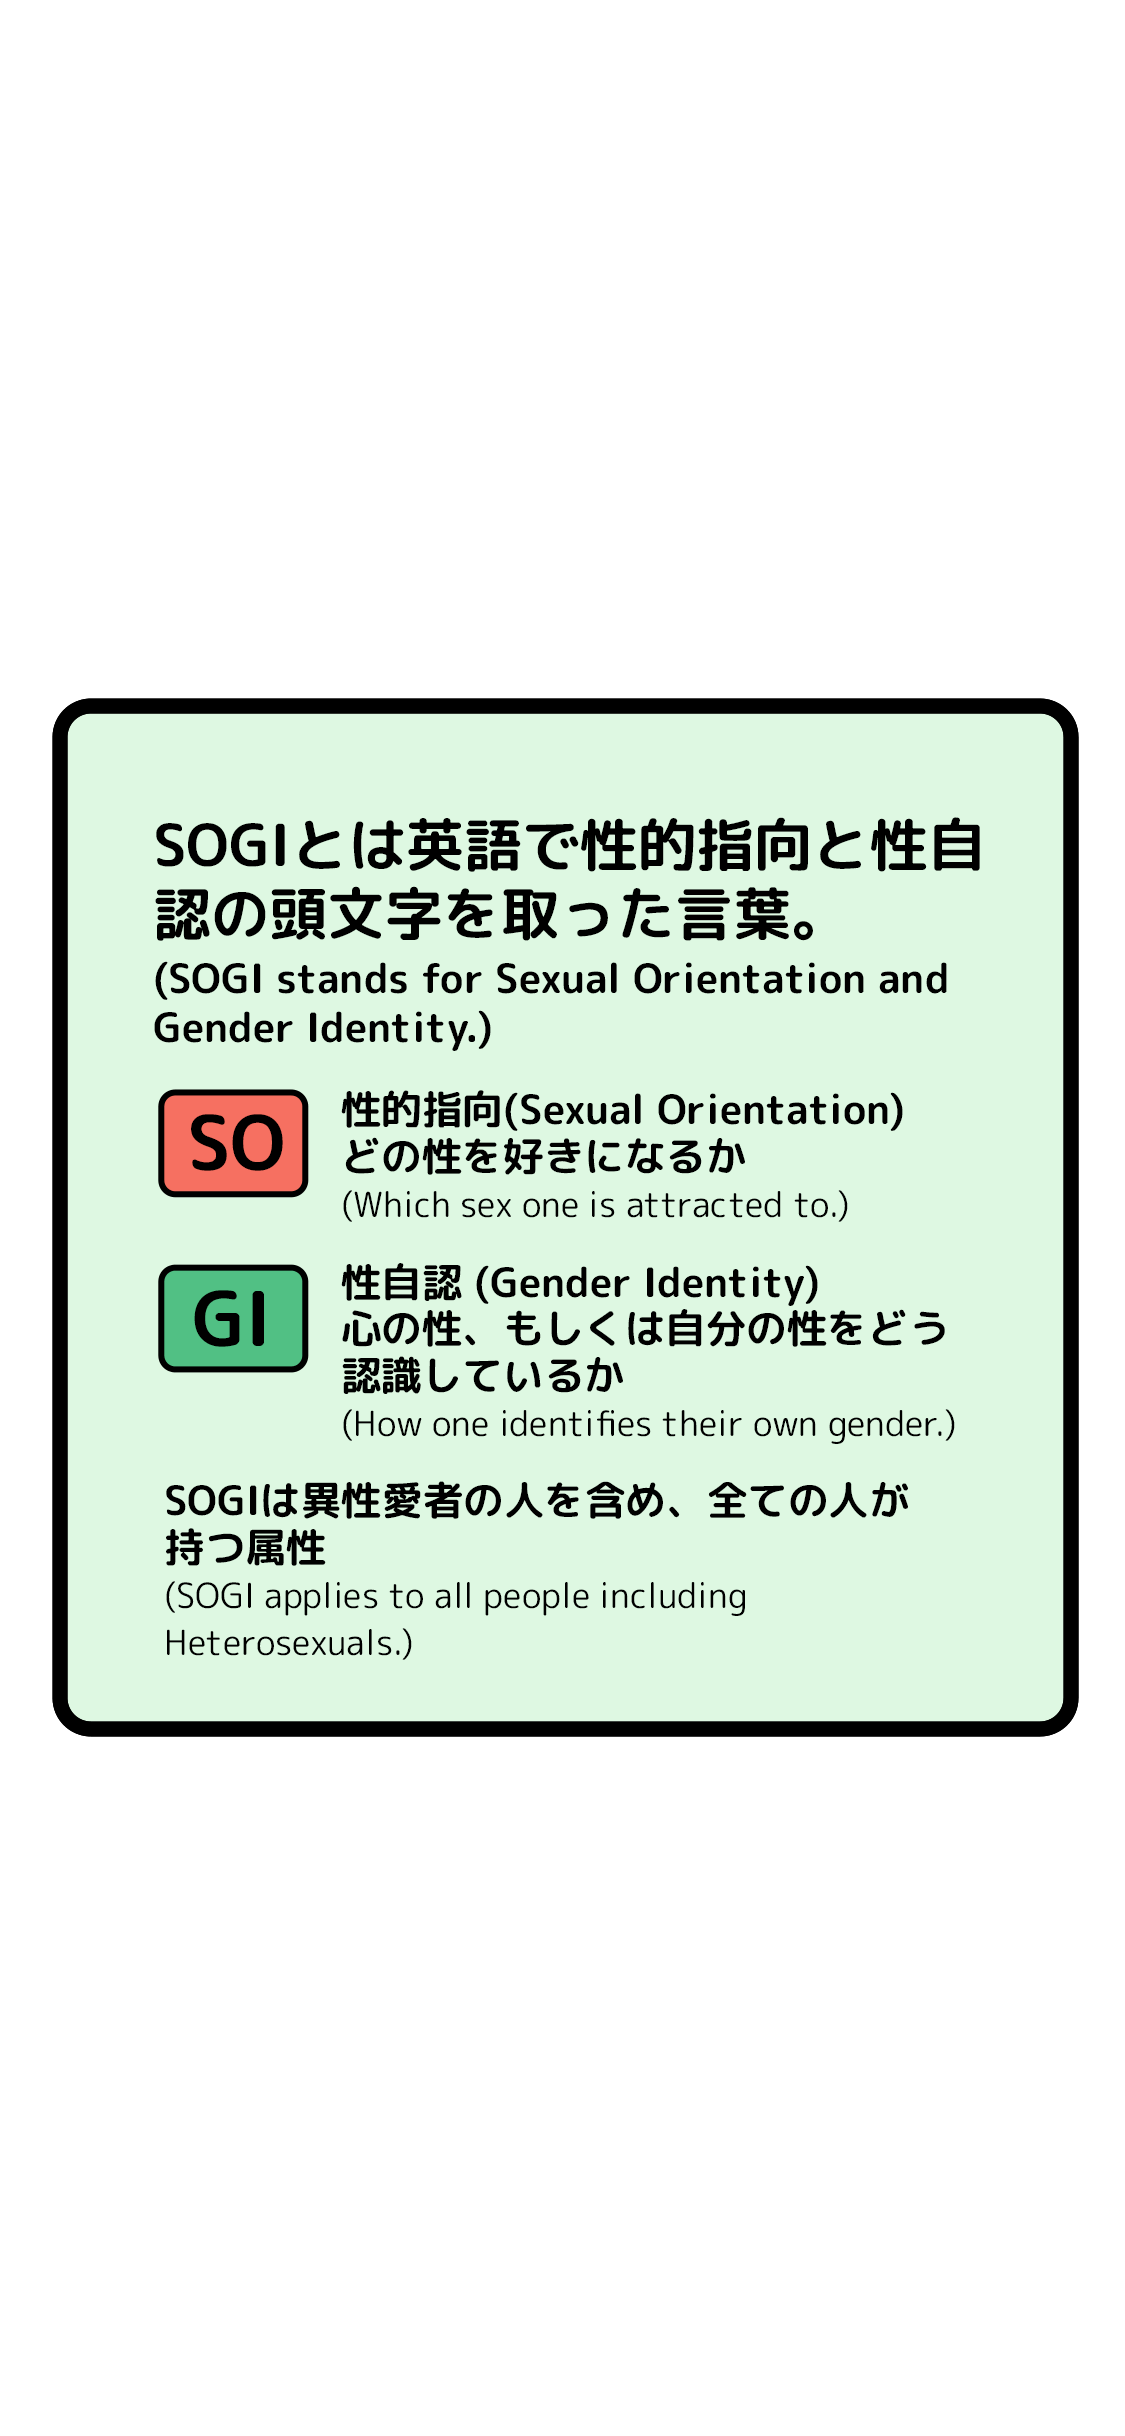 SOGIとは英語で性的指向と性自
認の頭文字を取った言葉。
(SOGI stands for Sexual Orientation and
Gender Identity.)
SO
性的指向(Sexual Orientation)
どの性を好きになるか
(Which sex one is attracted to.)
GI
性自認 (Gender Identity)
心の性、もしくは自分の性をどう
認識しているか
(How one identifies their own gender.)
SOGIは異性愛者の人を含め、全ての人が
持つ属性
(SOGI applies to all people including
Heterosexuals.)